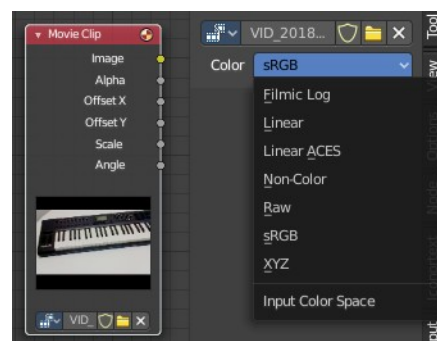 Movie Clip
Image
Alpha
Offset X
Offset Y
Scale
Angle
VID_
VID_2018...
Color sRGB
Filmic Log
Linear
Linear ACES
Non-Color
Raw
sRGB
XYZ
Input Color Space
Tool
View
Options
Node